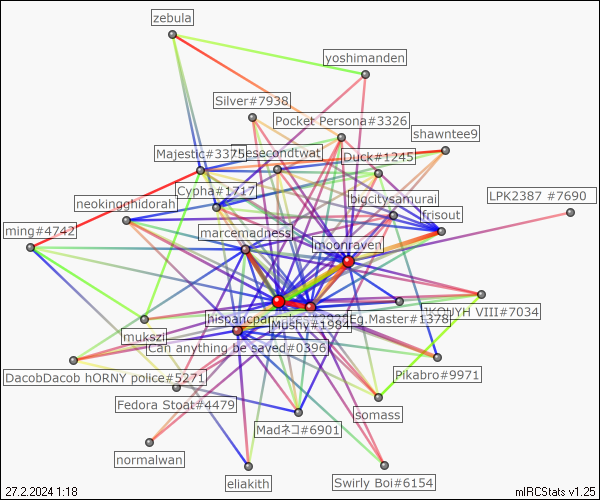 zebula
yoshimanden
Silver#7938
Pocket Persona#3326
shawntee9
Majestic#3375
esecondtwat
Duck#1245
Cypha#1717
bigcitysamurai
LPK2387 #7690
neokingghidorah
frisout
ming#4742
marcemadness
moonraven
hispancpa
Mushy#1984
Eg.Master#1378
VIII#7034
mukszi
Can anything be saved#0396
DacobDacob hORNY police#5271
Pikabro#9971
Fedora Stoat#4479
somass
Madネコ#6901
normalwan
eliakith
Swirly Boi#6154
27.2.2024 1:18
mIRCStats v1.25